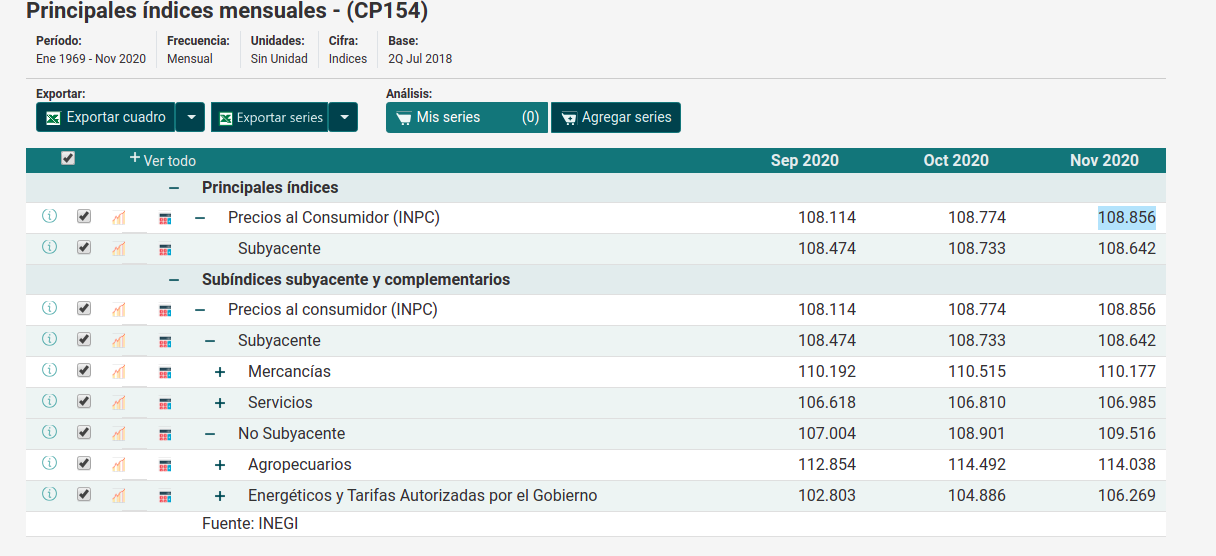 Principales índices mensuales - (CP154)
Período: Frecuencia: Unidades: Cifra: Base:
Ene 1969 - Nov 2020 Mensual Sin Unidad Indices 2Q Jul 2018
Exportar: Análisis:
Exportar cuadro Exportar series Mis series (0) Agregar series
+ Ver todo Sep 2020 Oct 2020 Nov 2020
− Principales índices
− Precios al Consumidor (INPC) 108.114 108.774 108.856
Subyacente 108.474 108.733 108.642
− Subíndices subyacente y complementarios
− Precios al consumidor (INPC) 108.114 108.774 108.856
− Subyacente 108.474 108.733 108.642
+ Mercancías 110.192 110.515 110.177
+ Servicios 106.618 106.810 106.985
− No Subyacente 107.004 108.901 109.516
+ Agropecuarios 112.854 114.492 114.038
+ Energéticos y Tarifas Autorizadas por el Gobierno 102.803 104.886 106.269
Fuente: INEGI